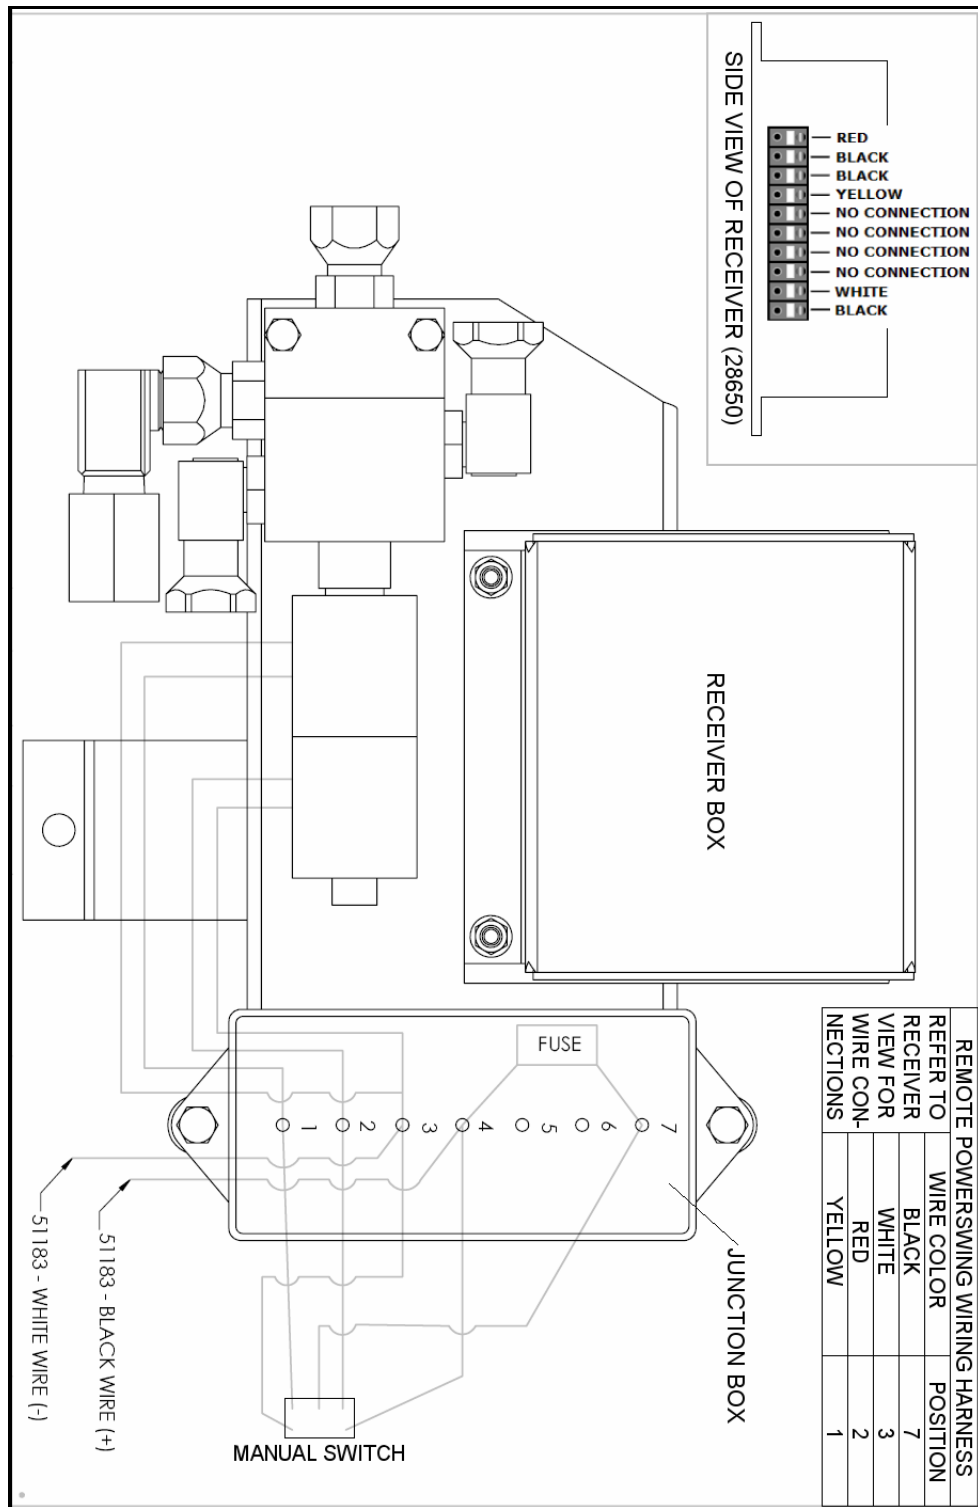 SIDE VIEW OF RECEIVER (28650)
RED
BLACK
BLACK
YELLOW
NO CONNECTION
NO CONNECTION
NO CONNECTION
NO CONNECTION
WHITE
BLACK
RECEIVER BOX
REMOTE POWERSWING WIRING HARNESS
REFER TO
RECEIVER
VIEW FOR
WIRE CON-
NECTIONS
WIRE COLOR POSITION
BLACK 7
WHITE 3
RED 2
YELLOW 1
FUSE
1 2 3 4 5 6 7
JUNCTION BOX
51183 - BLACK WIRE (+)
51183 - WHITE WIRE (-)
MANUAL SWITCH